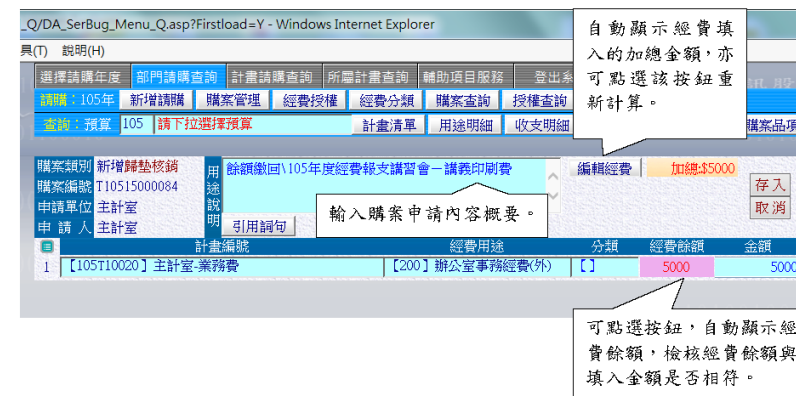 _Q/DA_SerBug_Menu_Q.asp?Firstload=Y - Windows Internet Explorer
具(T) 說明(H)
自動顯示經費填
入的加總金額，亦
可點選該按鈕重
新計算。
選擇請購年度 部門請購查詢 計畫請購查詢 所屬計畫查詢 輔助項目服務 登出系
請購：105年 新增請購 購案管理 經費授權 經費分類 購案查詢 授權查詢
查詢：預算 105 請下拉選擇預算 計畫清單 用途明細 收支明細 購案品項
購案類別 新增歸墊核銷
購案編號 T10515000084
申請單位 主計室
申 請 人 主計室
用途說明
餘額繳回\105年度經費報支講習會－講義印刷費
引用詞句
輸入購案申請內容概要。
編輯經費 加總:$5000
存入
取消
計畫編號 經費用途 分類 經費餘額 金額
1 【105T10020】主計室-業務費 【200】辦公室事務經費(外) 【】 5000 5000
可點選按鈕，自動顯示經
費餘額，檢核經費餘額與
填入金額是否相符。